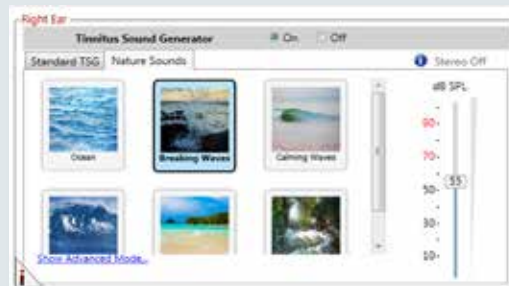 Right Ear
Tinnitus Sound Generator On Off
Standard TSG Nature Sounds Stereo Off
dB SPL
Ocean Breaking Waves Calming Waves
90-
70-
55
50-
30-
10-
Show Advanced Mode...